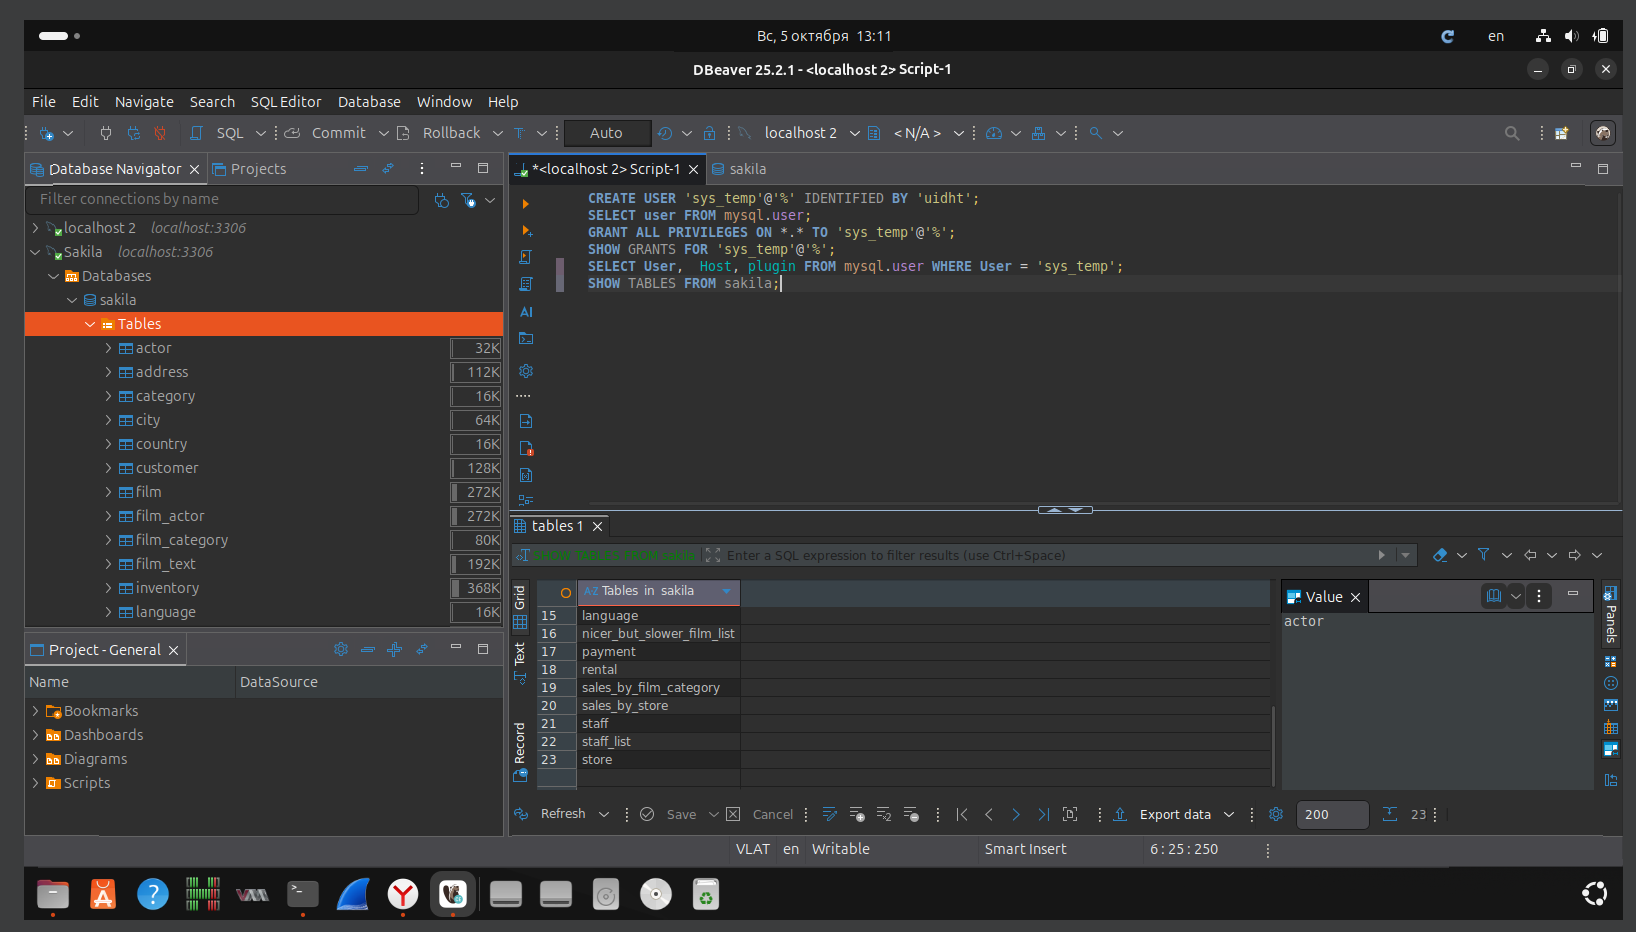 Вс, 5 октября 13:11
en
DBeaver 25.2.1 - <localhost 2> Script-1
File Edit Navigate Search SQL Editor Database Window Help
SQL Commit Rollback T Auto localhost 2 < N/A >
Database Navigator Projects
Filter connections by name
localhost 2 localhost:3306
Sakila localhost:3306
Databases
sakila
Tables
actor 32K
address 112K
category 16K
city 64K
country 16K
customer 128K
film 272K
film_actor 272K
film_category 80K
film_text 192K
inventory 368K
language 16K
Project - General
Name DataSource
Bookmarks
Dashboards
Diagrams
Scripts
*<localhost 2> Script-1 sakila
CREATE USER 'sys_temp'@'%' IDENTIFIED BY 'uidht';
SELECT user FROM mysql.user;
GRANT ALL PRIVILEGES ON *.* TO 'sys_temp'@'%';
SHOW GRANTS FOR 'sys_temp'@'%';
SELECT User, Host, plugin FROM mysql.user WHERE User = 'sys_temp';
SHOW TABLES FROM sakila;
AI
tables 1
SHOW TABLES FROM sakila Enter a SQL expression to filter results (use Ctrl+Space)
Grid
Text
Record
A-Z Tables in sakila
15 language
16 nicer_but_slower_film_list
17 payment
18 rental
19 sales_by_film_category
20 sales_by_store
21 staff
22 staff_list
23 store
Value
actor
Panels
Refresh Save Cancel Export data 200 23
VLAT en Writable Smart Insert 6 : 25 : 250